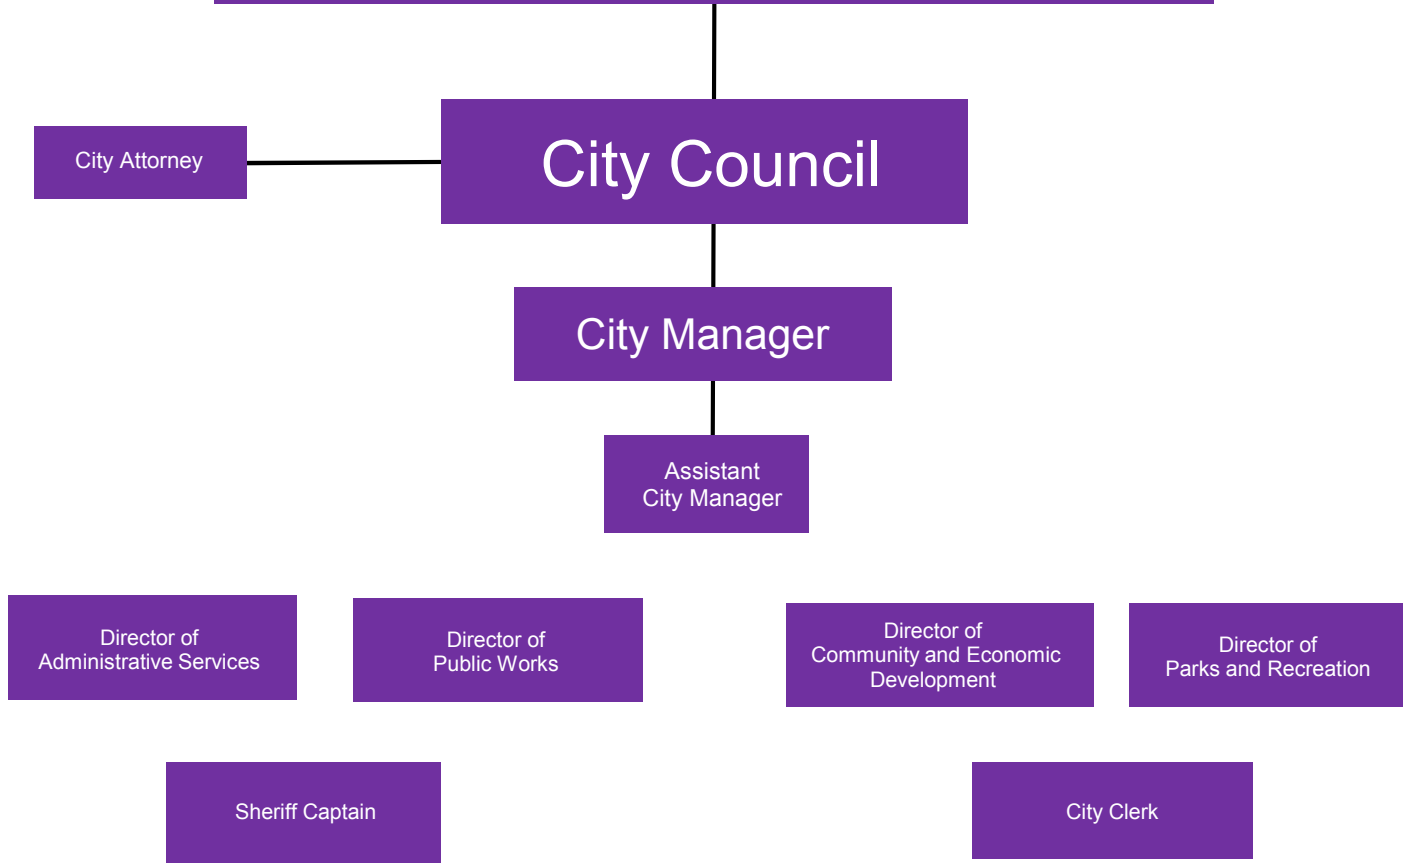 City Attorney
City Council
City Manager
Assistant
City Manager
Director of
Administrative Services
Director of
Public Works
Director of
Community and Economic
Development
Director of
Parks and Recreation
Sheriff Captain
City Clerk